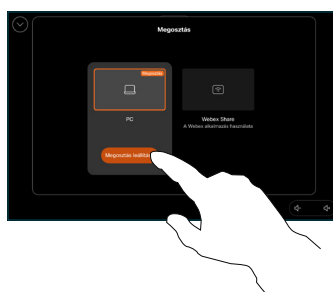 Megosztás
Megosztás
PC
Webex Share
A Webex alkalmazás használata
Megosztás leállítása